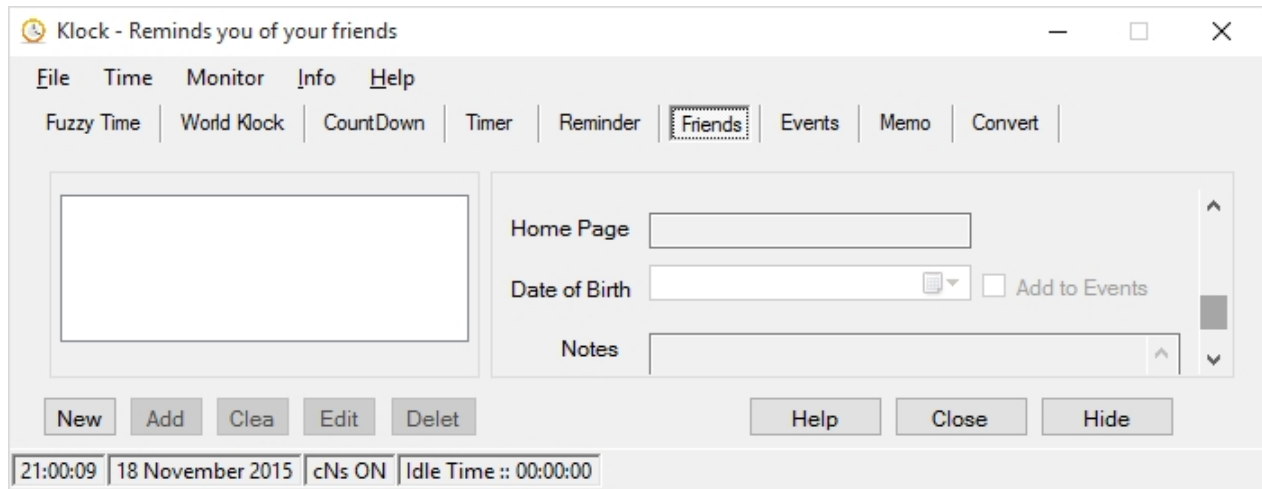 Klock - Reminds you of your friends
File Time Monitor Info Help
Fuzzy Time World Klock CountDown Timer Reminder Friends Events Memo Convert
Home Page
Date of Birth Add to Events
Notes
New Add Clea Edit Delet Help Close Hide
21:00:09 18 November 2015 cNs ON Idle Time :: 00:00:00